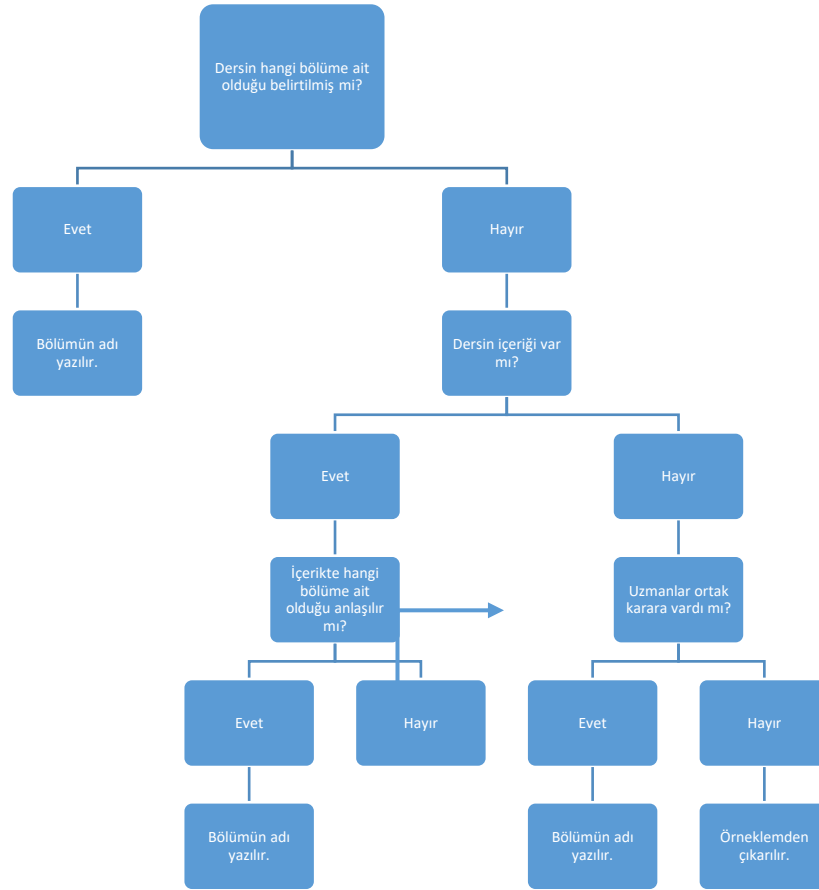 Dersin hangi bölüme ait
olduğu belirtilmiş mi?
Evet
Hayır
Bölümün adı
yazılır.
Dersin içeriği var
mı?
Evet
Hayır
İçerikte hangi
bölüme ait
olduğu anlaşılır
mı?
Uzmanlar ortak
karara vardı mı?
Evet
Hayır
Evet
Hayır
Bölümün adı
yazılır.
Bölümün adı
yazılır.
Örneklemden
çıkarılır.